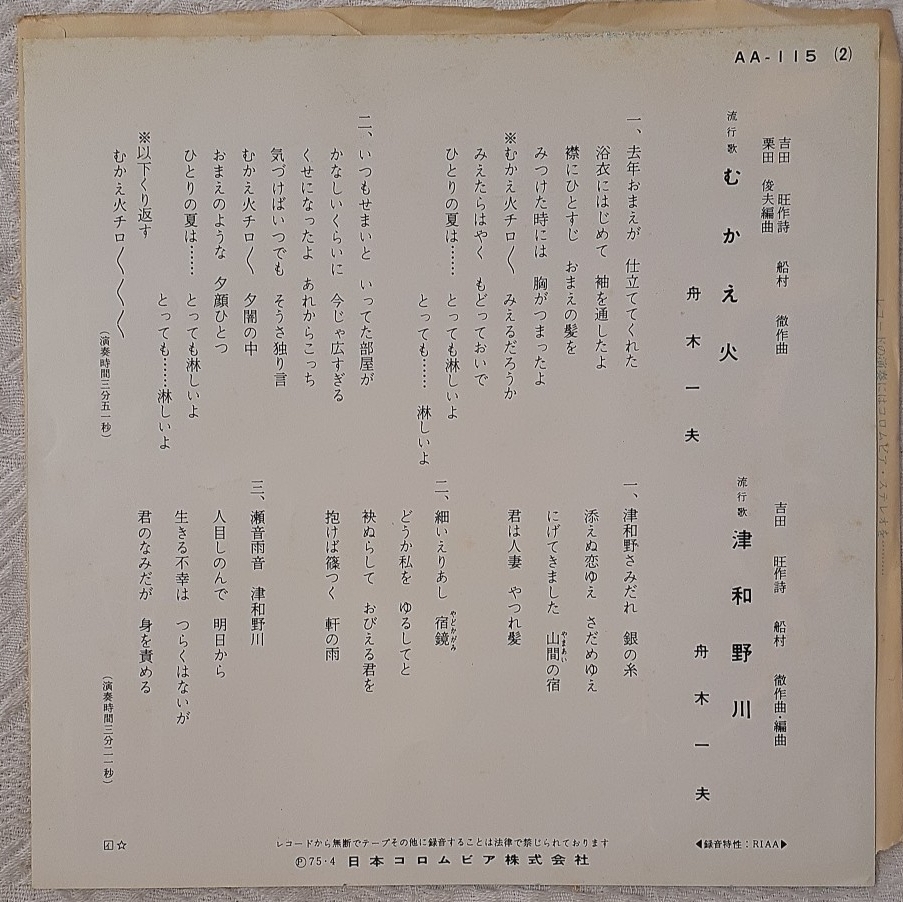 AA-115 (2)
吉田 旺作詩 船村 徹作曲
栗田 俊夫編曲
流行歌 むかえ火
舟木一夫
一、去年おまえが 仕立ててくれた
浴衣にはじめて 袖を通したよ
襟にひとすじ おまえの髪を
みつけた時には 胸がつまったよ
※むかえ火チロ〱 みえるだろうか
みえたらはやく もどっておいで
ひとりの夏は…… とっても淋しいよ
とっても…… 淋しいよ
二、いつもせまいと いってた部屋が
かなしいくらいに 今じゃ広すぎる
くせになったよ あれからこっち
気づけばいつでも そうさ独り言
むかえ火チロ〱 夕闇の中
おまえのような 夕顔ひとつ
ひとりの夏は…… とっても淋しいよ
とっても……淋しいよ
※以下くり返す
むかえ火チロ〱〱〱
(演奏時間三分五一秒)
吉田 旺作詩 船村 徹作曲・編曲
流行歌 津和野川
舟木一夫
一、津和野さみだれ 銀の糸
添えぬ恋ゆえ さだめゆえ
にげてきました 山間の宿
やまあい
君は人妻 やつれ髪
二、細いえりあし 宿鏡
やどかがみ
どうか私を ゆるしてと
袂ぬらして おびえる君を
抱けば篠つく 軒の雨
三、瀬音雨音 津和野川
人目しのんで 明日から
生きる不幸は つらくはないが
君のなみだが 身を責める
(演奏時間三分二一秒)
◀録音特性:RIAA▶
レコードから無断でテープその他に録音することは法律で禁じられております
Ⓟ75・4 日本コロムビア株式会社
☆